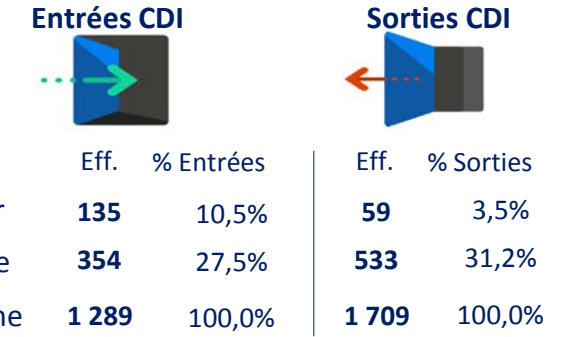 Entrées CDI Sorties CDI
Eff. % Entrées Eff. % Sorties
135 10,5% 59 3,5%
354 27,5% 533 31,2%
1 289 100,0% 1 709 100,0%